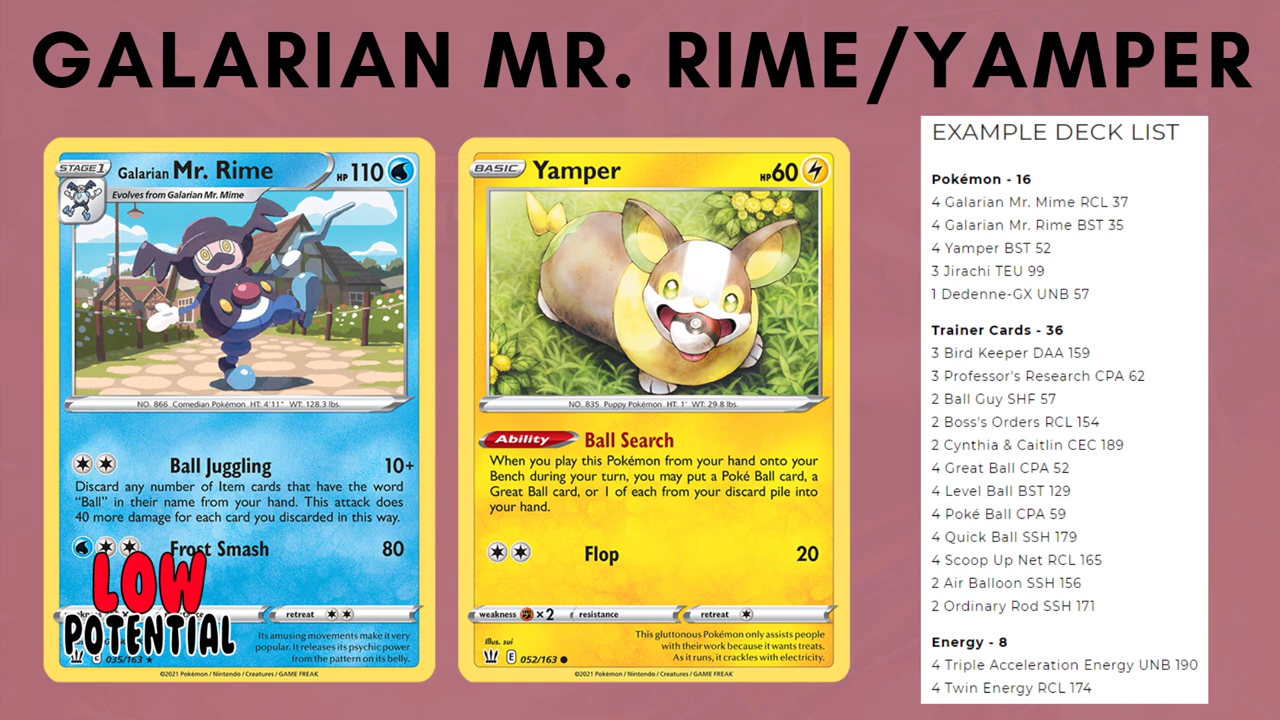 GALARIAN MR. RIME/YAMPER
STAGE 1
Galarian Mr. Rime
HP 110
Evolves from Galarian Mr. Mime
NO. 866 Comedian Pokémon HT: 4'11" WT: 128.3 lbs.
Ball Juggling 10+
Discard any number of Item cards that have the word
“Ball” in their name from your hand. This attack does
40 more damage for each card you discarded in this way.
Frost Smash 80
LOW
POTENTIAL
retreat
Its amusing movements make it very
popular. It releases its psychic power
from the pattern on its belly.
E 035/163 ★
©2021 Pokémon / Nintendo / Creatures / GAME FREAK
BASIC
Yamper
HP 60
NO. 835 Puppy Pokémon HT: 1' WT: 29.8 lbs.
Ability Ball Search
When you play this Pokémon from your hand onto your
Bench during your turn, you may put a Poké Ball card, a
Great Ball card, or 1 of each from your discard pile into
your hand.
Flop 20
weakness ×2 resistance retreat
Illus. sui
This gluttonous Pokémon only assists people
with their work because it wants treats.
As it runs, it crackles with electricity.
E 052/163 ●
©2021 Pokémon / Nintendo / Creatures / GAME FREAK
EXAMPLE DECK LIST
Pokémon - 16
4 Galarian Mr. Mime RCL 37
4 Galarian Mr. Rime BST 35
4 Yamper BST 52
3 Jirachi TEU 99
1 Dedenne-GX UNB 57
Trainer Cards - 36
3 Bird Keeper DAA 159
3 Professor's Research CPA 62
2 Ball Guy SHF 57
2 Boss's Orders RCL 154
2 Cynthia & Caitlin CEC 189
4 Great Ball CPA 52
4 Level Ball BST 129
4 Poké Ball CPA 59
4 Quick Ball SSH 179
4 Scoop Up Net RCL 165
2 Air Balloon SSH 156
2 Ordinary Rod SSH 171
Energy - 8
4 Triple Acceleration Energy UNB 190
4 Twin Energy RCL 174